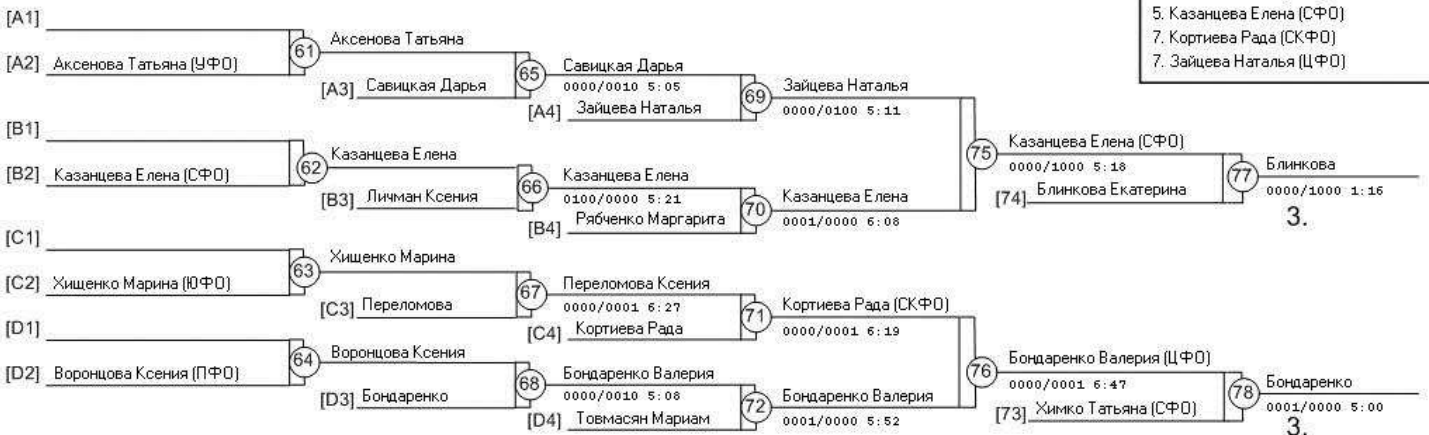 5. Казанцева Елена (СФО)
7. Кортиева Рада (СКФО)
7. Зайцева Наталья (ЦФО)
[A1]
61 Аксенова Татьяна
[A2] Аксенова Татьяна (УФО)
65 Савицкая Дарья
0000/0010 5:05
[A3] Савицкая Дарья
69 Зайцева Наталья
0000/0100 5:11
[A4] Зайцева Наталья
[B1]
75 Казанцева Елена (СФО)
0000/1000 5:18
77 Блинкова
0000/1000 1:16
3.
[74] Блинкова Екатерина
62 Казанцева Елена
[B2] Казанцева Елена (СФО)
66 Казанцева Елена
0100/0000 5:21
[B3] Личман Ксения
70 Казанцева Елена
0001/0000 6:08
[B4] Рябченко Маргарита
[C1]
63 Хищенко Марина
[C2] Хищенко Марина (ЮФО)
67 Переломова Ксения
0000/0001 6:27
[C3] Переломова
71 Кортиева Рада (СКФО)
0000/0001 6:19
[C4] Кортиева Рада
[D1]
64 Воронцова Ксения
[D2] Воронцова Ксения (ПФО)
76 Бондаренко Валерия (ЦФО)
0000/0001 6:47
78 Бондаренко
0001/0000 5:00
3.
[73] Химко Татьяна (СФО)
68 Бондаренко Валерия
0000/0010 5:08
[D3] Бондаренко
72 Бондаренко Валерия
0001/0000 5:52
[D4] Товмасян Мариам